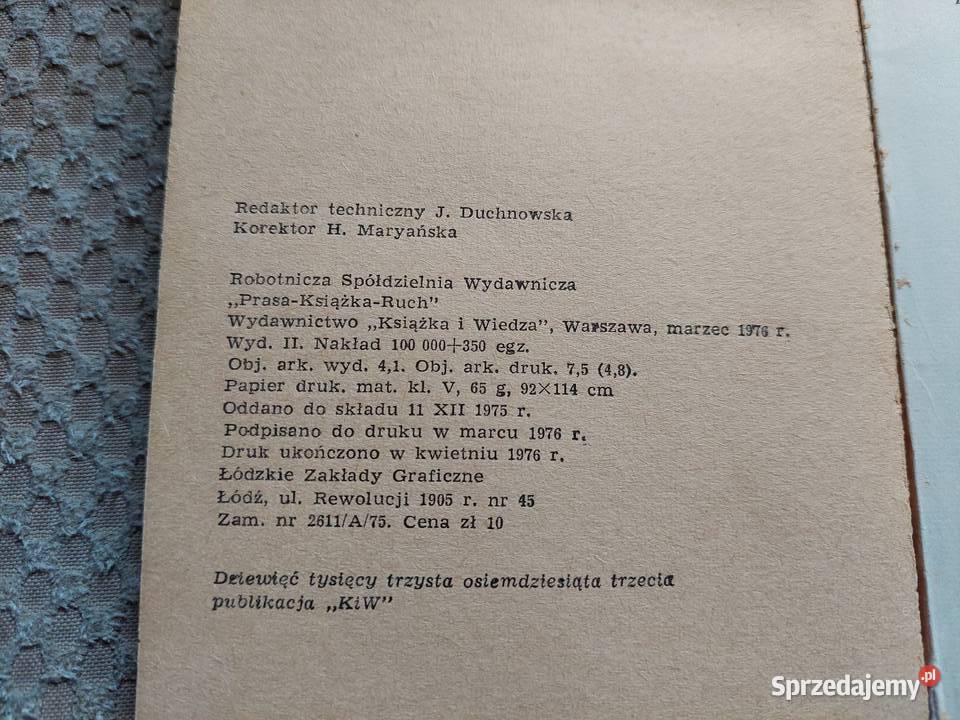 Redaktor techniczny J. Duchnowska
Korektor H. Maryańska
Robotnicza Spółdzielnia Wydawnicza
„Prasa-Książka-Ruch”
Wydawnictwo „Książka i Wiedza”, Warszawa, marzec 1976 r.
Wyd. II. Nakład 100 000+350 egz.
Obj. ark. wyd. 4,1. Obj. ark. druk. 7,5 (4,8).
Papier druk. mat. kl. V, 65 g, 92×114 cm
Oddano do składu 11 XII 1975 r.
Podpisano do druku w marcu 1976 r.
Druk ukończono w kwietniu 1976 r.
Łódzkie Zakłady Graficzne
Łódź, ul. Rewolucji 1905 r. nr 45
Zam. nr 2611/A/75. Cena zł 10
Dziewięć tysięcy trzysta osiemdziesiąta trzecia
publikacja „KiW”
Sprzedajemy.pl